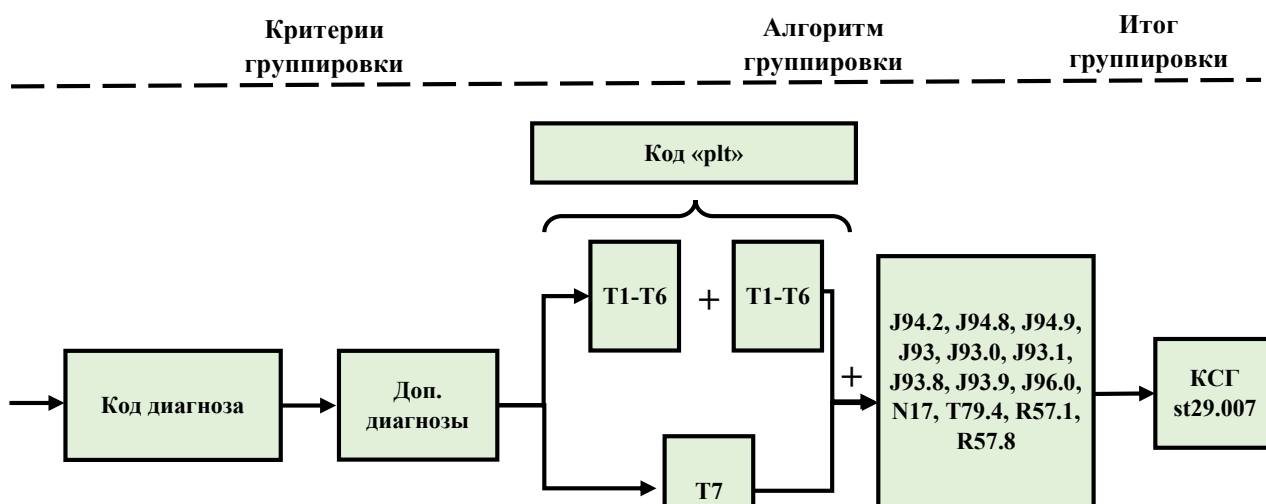 Критерии
группировки
Алгоритм
группировки
Итог
группировки
Код «plt»
T1-T6
+
T1-T6
Код диагноза
Доп.
диагнозы
T7
+
J94.2, J94.8, J94.9,
J93, J93.0, J93.1,
J93.8, J93.9, J96.0,
N17, T79.4, R57.1,
R57.8
КСГ
st29.007